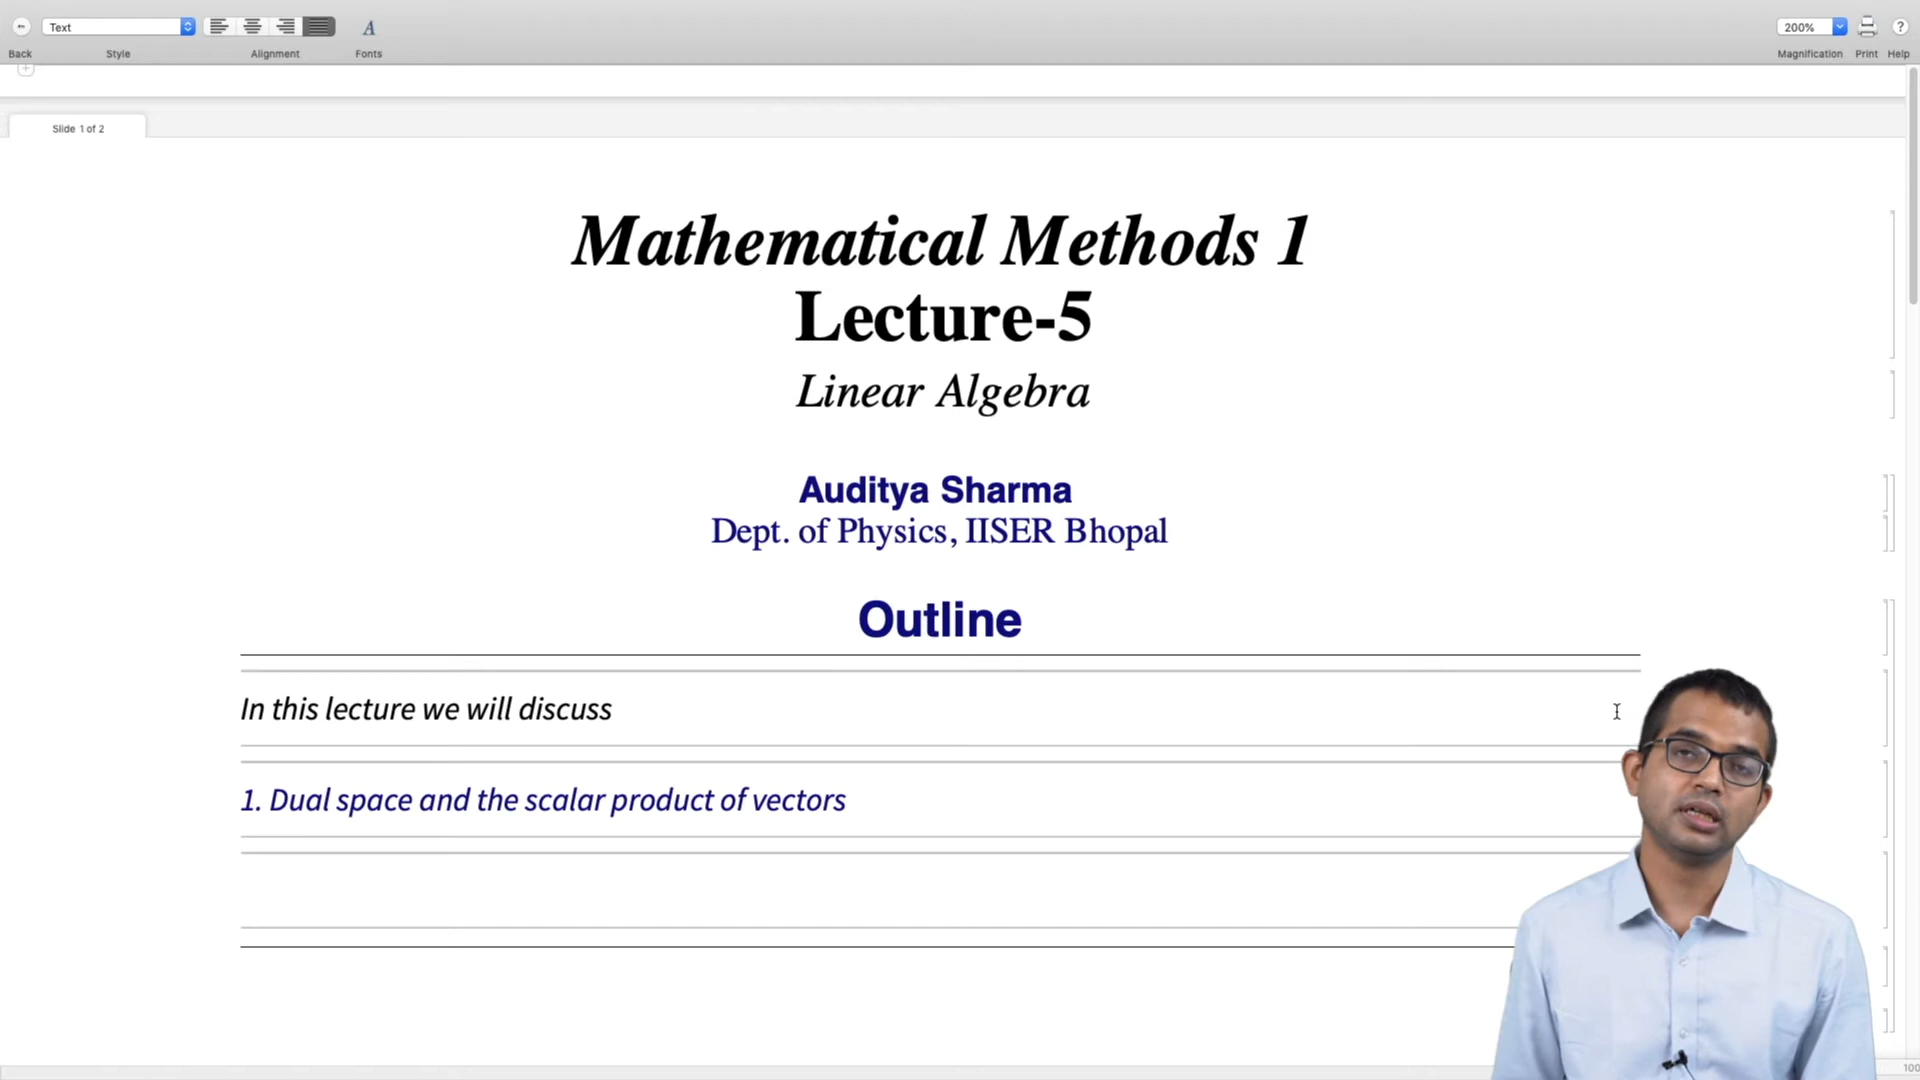 Text
200%
Back
Style
Alignment
Fonts
Magnification
Print
Help
Slide 1 of 2
Mathematical Methods 1
Lecture-5
Linear Algebra
Auditya Sharma
Dept. of Physics, IISER Bhopal
Outline
In this lecture we will discuss
1. Dual space and the scalar product of vectors
100